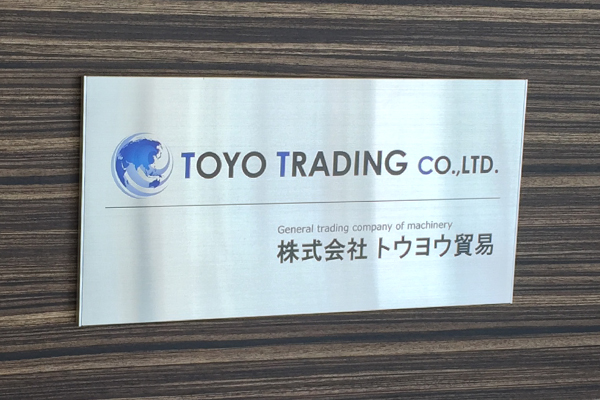 TOYO TRADING CO.,LTD.
General trading company of machinery
株式会社 トウヨウ貿易